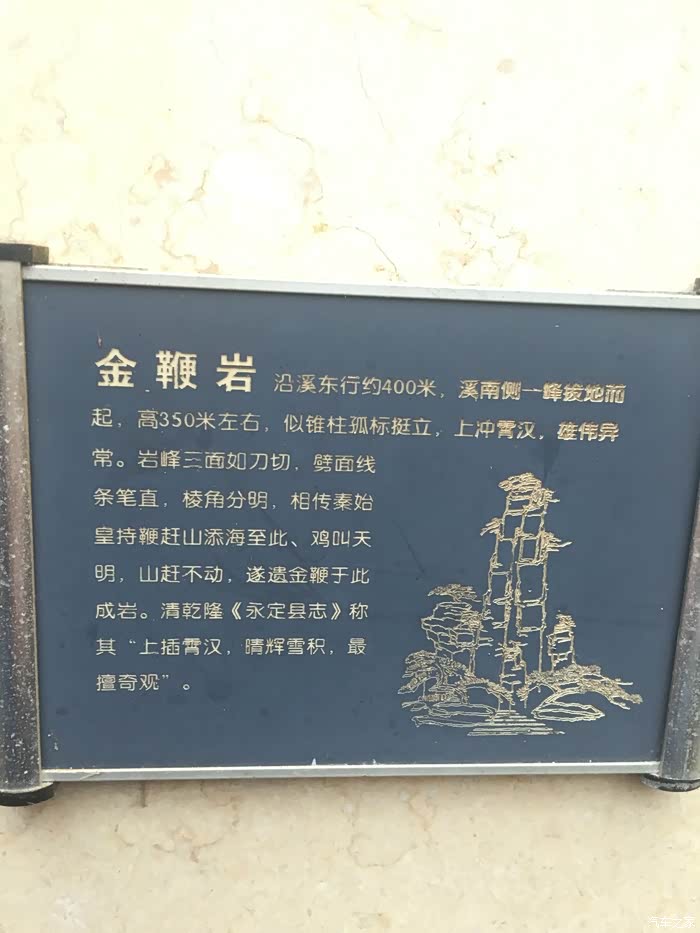 金鞭岩 沿溪东行约400米，溪南侧一峰拔地而
起，高350米左右，似锥柱孤标挺立，上冲霄汉，雄伟异
常。岩峰三面如刀切，劈面线
条笔直，棱角分明，相传秦始
皇持鞭赶山添海至此、鸡叫天
明，山赶不动，遂遗金鞭于此
成岩。清乾隆《永定县志》称
其“上插霄汉，晴辉雪积，最
擅奇观”。
汽车之家